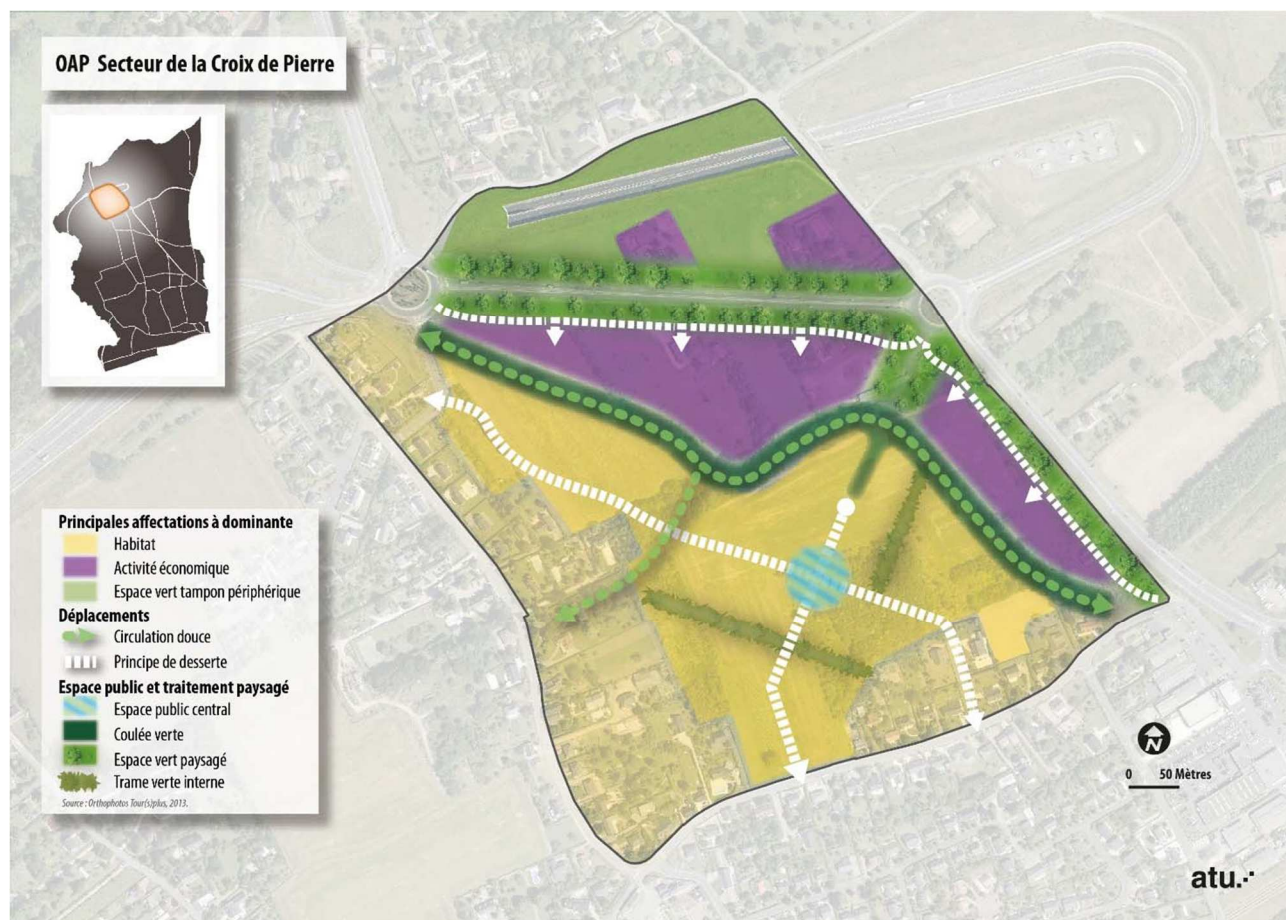 OAP Secteur de la Croix de Pierre
Principales affectations à dominante
Habitat
Activité économique
Espace vert tampon périphérique
Déplacements
Circulation douce
Principe de desserte
Espace public et traitement paysagé
Espace public central
Coulée verte
Espace vert paysagé
Trame verte interne
Source : Orthophotos Tour(s)plus, 2013.
N
0 50 Mètres
atu.